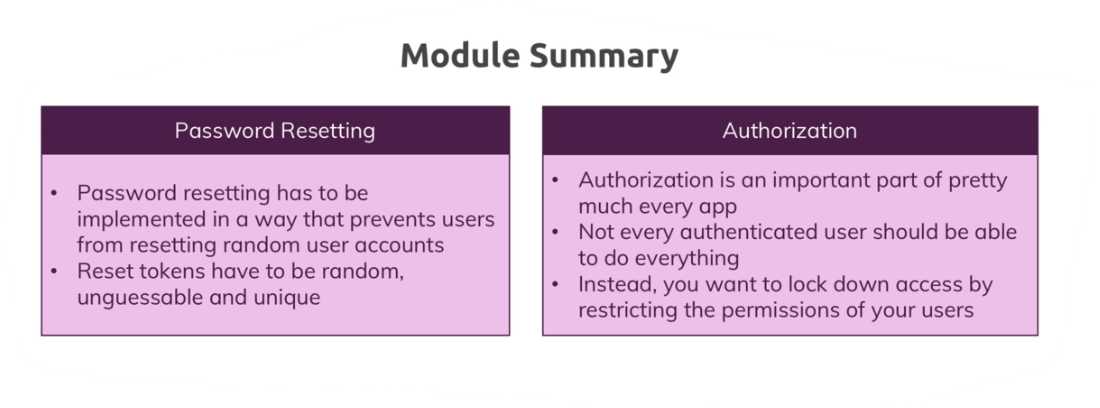 Module Summary
Password Resetting
• Password resetting has to be
implemented in a way that prevents users
from resetting random user accounts
• Reset tokens have to be random,
unguessable and unique
Authorization
• Authorization is an important part of pretty
much every app
• Not every authenticated user should be able
to do everything
• Instead, you want to lock down access by
restricting the permissions of your users